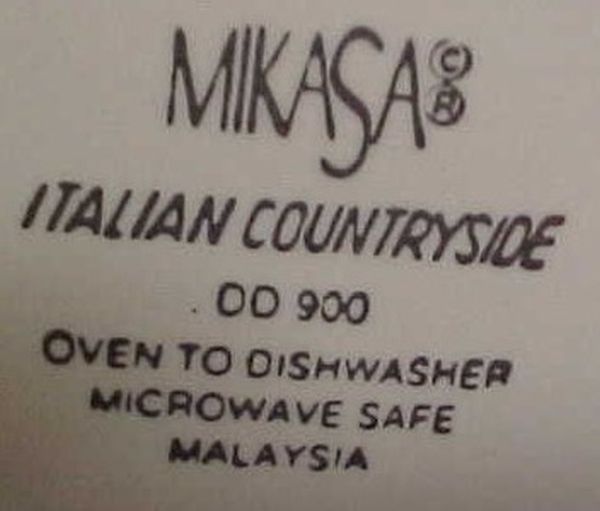 MIKASA ©®
ITALIAN COUNTRYSIDE
DD 900
OVEN TO DISHWASHER
MICROWAVE SAFE
MALAYSIA